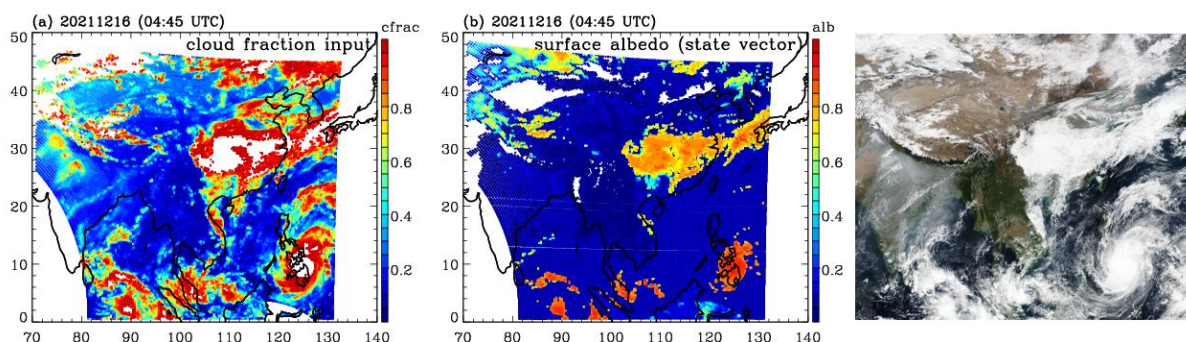 (a) 20211216 (04:45 UTC)
cfrac
cloud fraction input
50
40
30
20
10
0
70 80 90 100 110 120 130 140
0.8
0.6
0.4
0.2
(b) 20211216 (04:45 UTC)
alb
surface albedo (state vector)
50
40
30
20
10
0
70 80 90 100 110 120 130 140
0.8
0.6
0.4
0.2